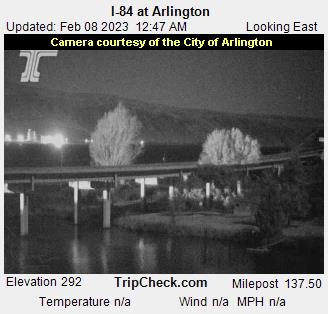 I-84 at Arlington
Updated: Feb 08 2023 12:47 AM Looking East
Camera courtesy of the City of Arlington
Elevation 292 TripCheck.com Milepost 137.50
Temperature n/a Wind n/a MPH n/a